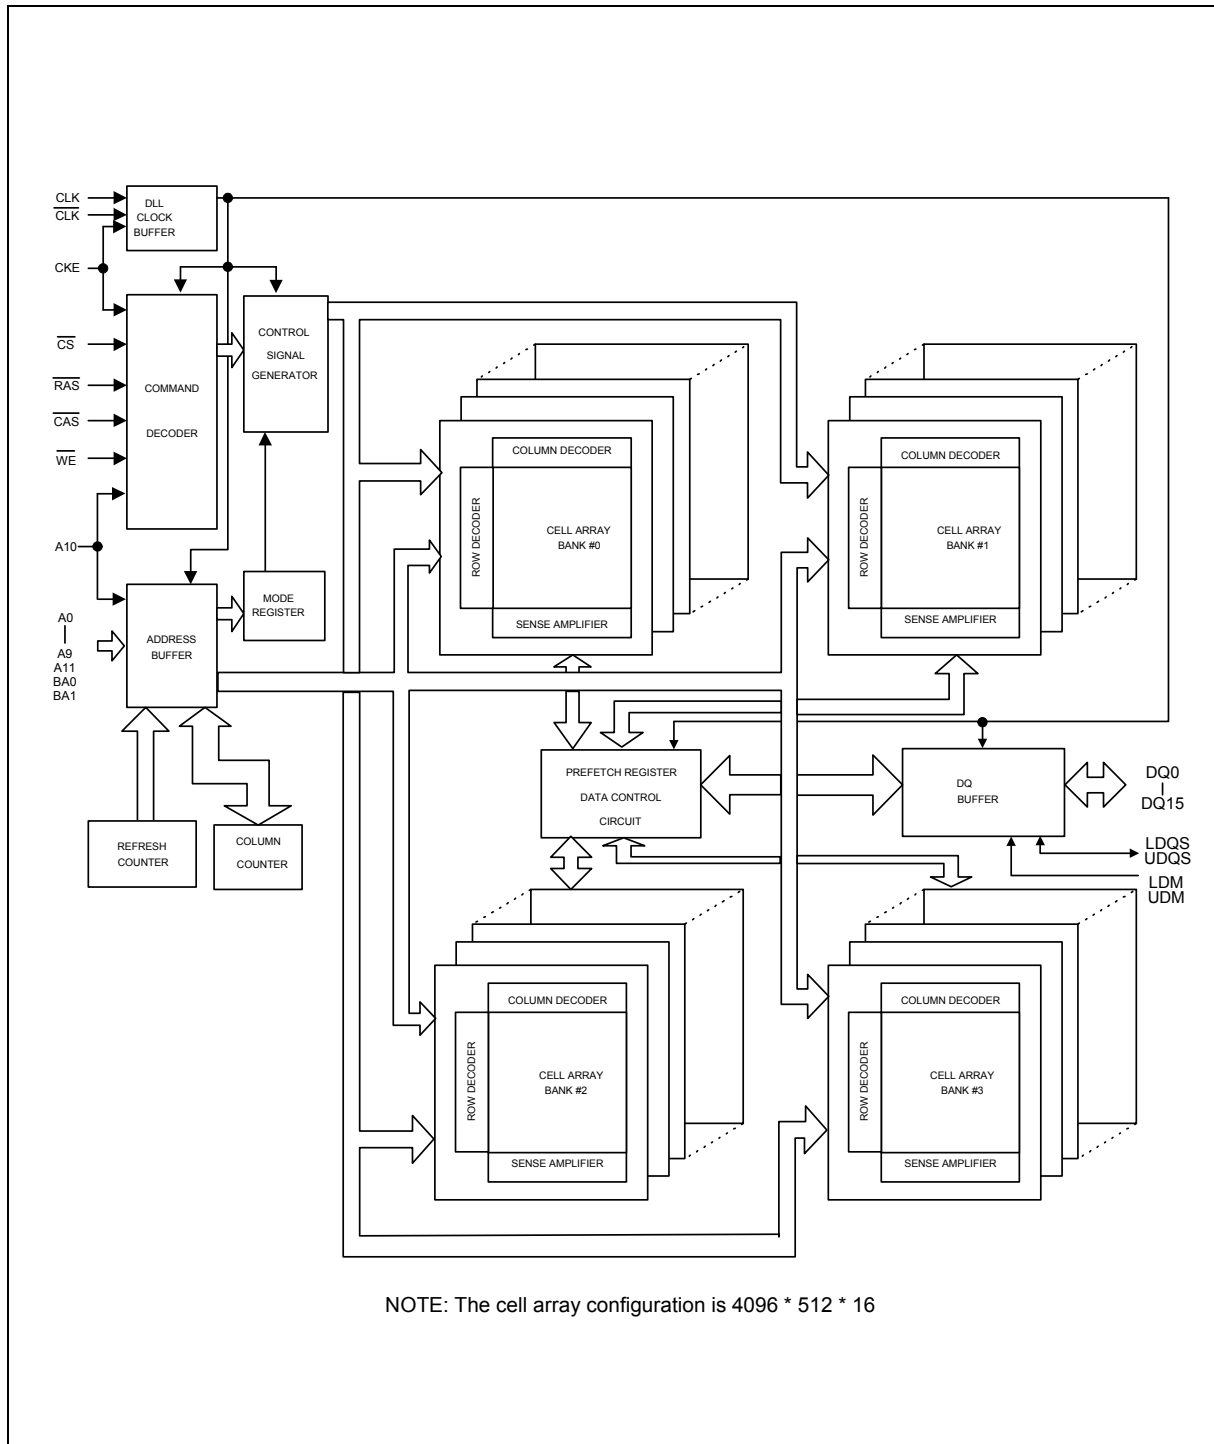 CLK
CLK
CKE
CS
RAS
CAS
WE
A10
A0
A9
A11
BA0
BA1
DLL
CLOCK
BUFFER
COMMAND
DECODER
CONTROL
SIGNAL
GENERATOR
ADDRESS
BUFFER
MODE
REGISTER
REFRESH
COUNTER
COLUMN
COUNTER
COLUMN DECODER
ROW DECODER
CELL ARRAY
BANK #0
SENSE AMPLIFIER
COLUMN DECODER
ROW DECODER
CELL ARRAY
BANK #1
SENSE AMPLIFIER
PREFETCH REGISTER
DATA CONTROL
CIRCUIT
DQ
BUFFER
DQ0
DQ15
LDQS
UDQS
LDM
UDM
COLUMN DECODER
ROW DECODER
CELL ARRAY
BANK #2
SENSE AMPLIFIER
COLUMN DECODER
ROW DECODER
CELL ARRAY
BANK #3
SENSE AMPLIFIER
NOTE: The cell array configuration is 4096 * 512 * 16